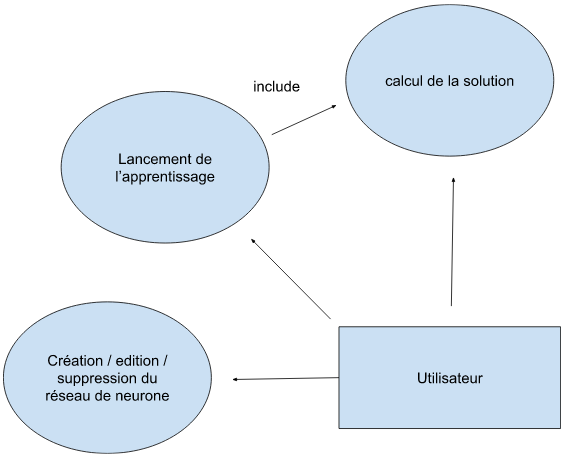 calcul de la solution
include
Lancement de
l'apprentissage
Création / edition /
suppression du
réseau de neurone
Utilisateur